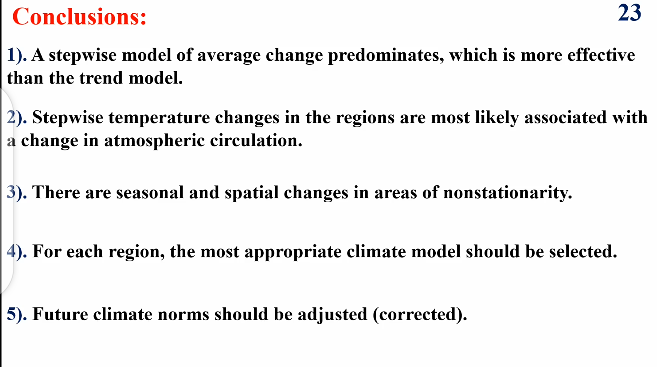 Conclusions:
23
1). A stepwise model of average change predominates, which is more effective
than the trend model.
2). Stepwise temperature changes in the regions are most likely associated with
a change in atmospheric circulation.
3). There are seasonal and spatial changes in areas of nonstationarity.
4). For each region, the most appropriate climate model should be selected.
5). Future climate norms should be adjusted (corrected).